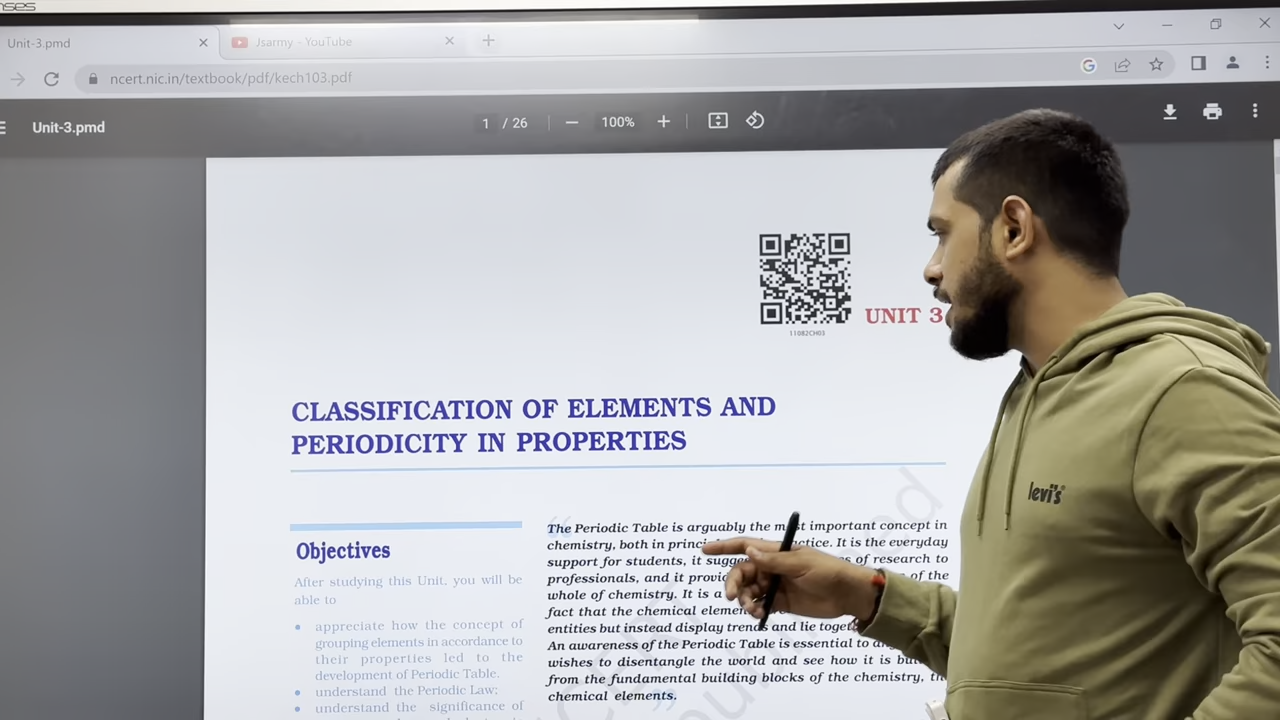 Unit-3.pmd
Jsarmy - YouTube
ncert.nic.in/textbook/pdf/kech103.pdf
Unit-3.pmd
1 / 26
100%
11082CH03
UNIT 3
CLASSIFICATION OF ELEMENTS AND
PERIODICITY IN PROPERTIES
Objectives
After studying this Unit, you will be
able to
• appreciate how the concept of
grouping elements in accordance to
their properties led to the
development of Periodic Table.
• understand the Periodic Law;
• understand the significance of
The Periodic Table is arguably the most important concept in
chemistry, both in actice. It is the everyday
support for students, it of research to
professionals, and it of the
whole of chemistry. It is a
fact that the chemical
entities but instead display trends and lie
An awareness of the Periodic Table is essential to
wishes to disentangle the world and see how it is
from the fundamental building blocks of the chemistry,
chemical elements.
levi's